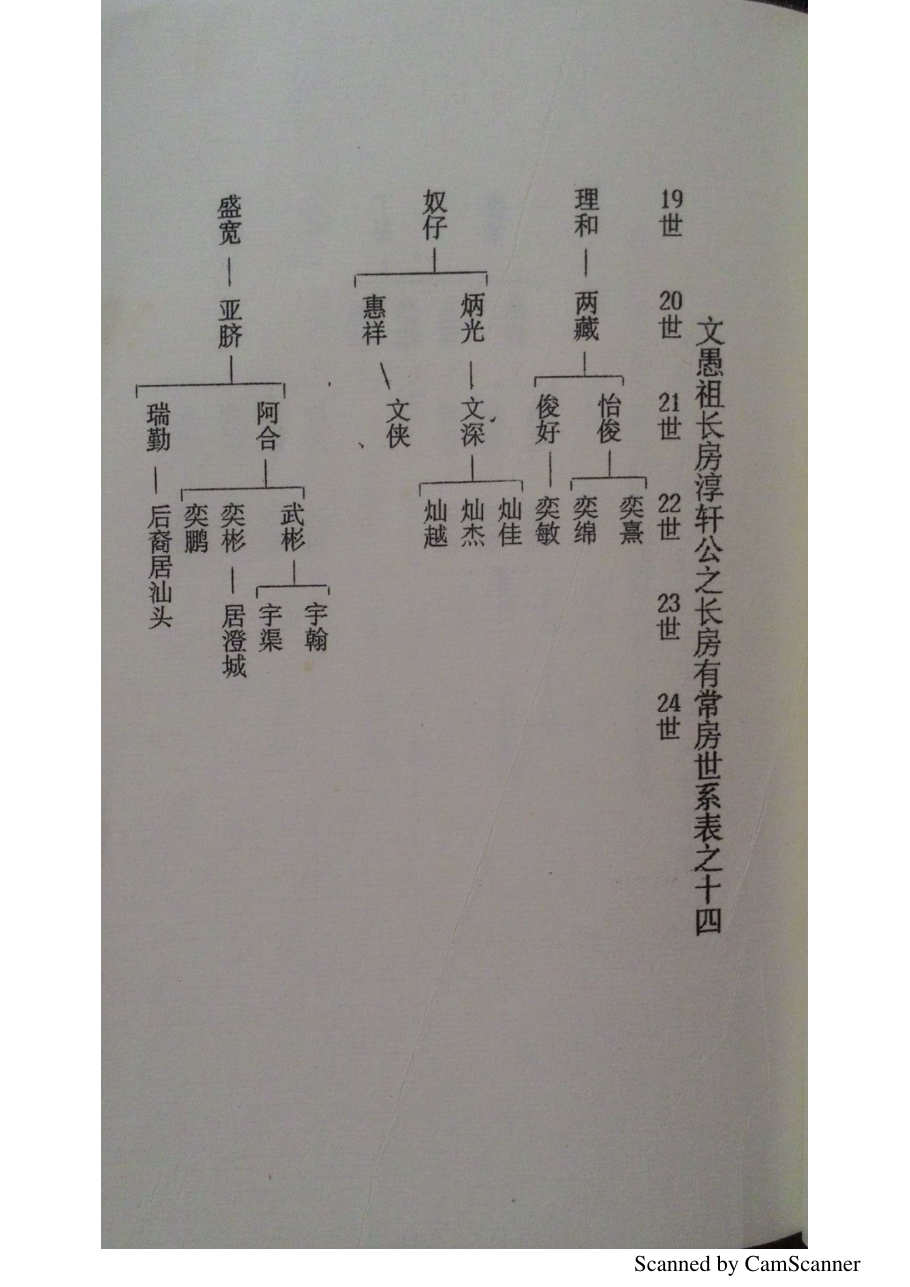 文愚祖长房淳轩公之长房有常房世系表之十四
19世
20世
21世
22世
23世
24世
理和
两藏
怡俊
奕熹
奕绵
俊好
奕敏
奴仔
炳光
文深
灿佳
灿杰
灿越
惠祥
文侠
盛宽
亚脐
阿合
武彬
宇翰
宇渠
奕彬
居澄城
奕鹏
瑞勤
后裔居汕头
Scanned by CamScanner